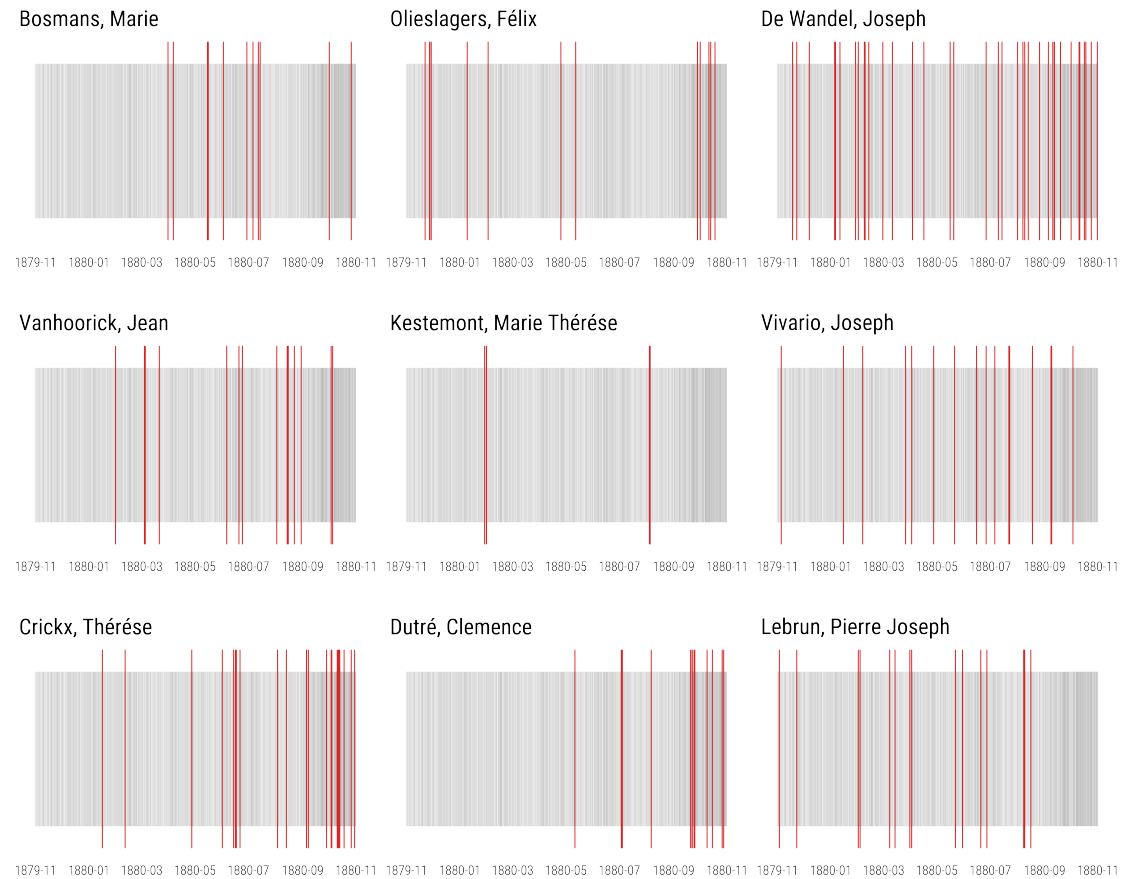 Bosmans, Marie
Olieslagers, Félix
De Wandel, Joseph
1879-11 1880-01 1880-03 1880-05 1880-07 1880-09 1880-11
1879-11 1880-01 1880-03 1880-05 1880-07 1880-09 1880-11
1879-11 1880-01 1880-03 1880-05 1880-07 1880-09 1880-11
Vanhoorick, Jean
Kestemont, Marie Thérése
Vivario, Joseph
1879-11 1880-01 1880-03 1880-05 1880-07 1880-09 1880-11
1879-11 1880-01 1880-03 1880-05 1880-07 1880-09 1880-11
1879-11 1880-01 1880-03 1880-05 1880-07 1880-09 1880-11
Crickx, Thérése
Dutré, Clemence
Lebrun, Pierre Joseph
1879-11 1880-01 1880-03 1880-05 1880-07 1880-09 1880-11
1879-11 1880-01 1880-03 1880-05 1880-07 1880-09 1880-11
1879-11 1880-01 1880-03 1880-05 1880-07 1880-09 1880-11